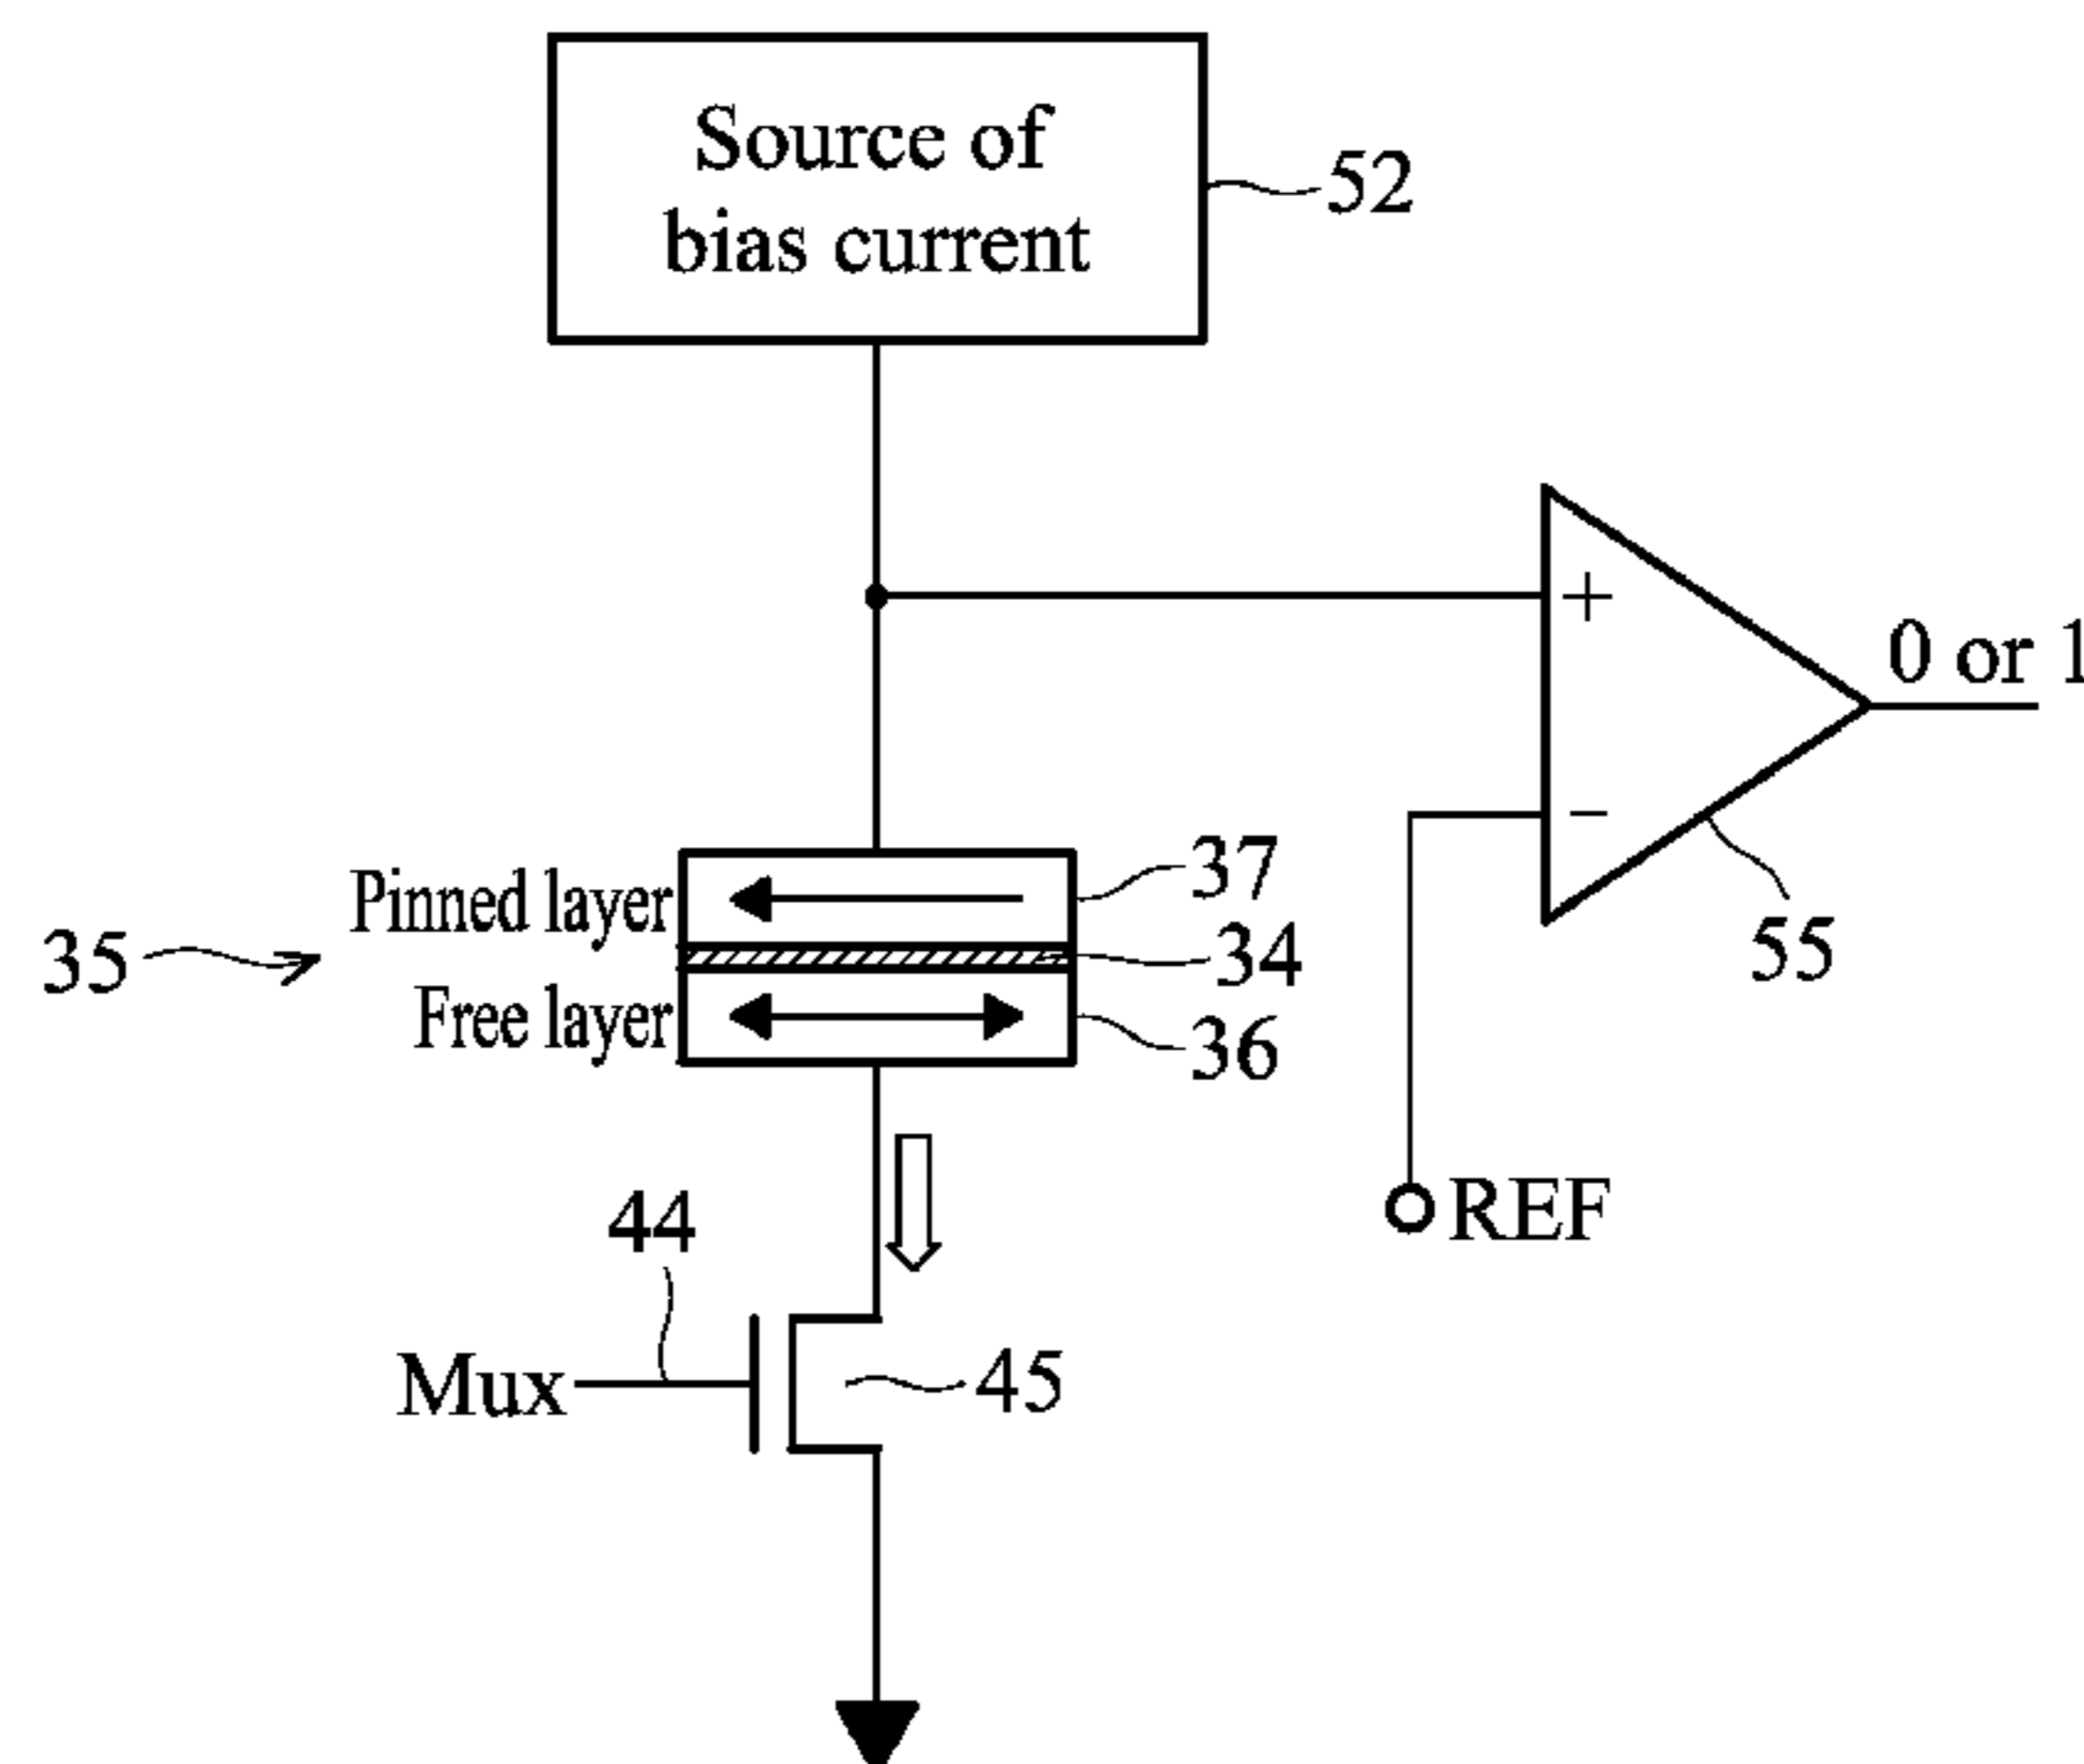 Source of
bias current
52
+
0 or 1
−
Pinned layer
37
35
34
55
Free layer
36
44
REF
Mux
45